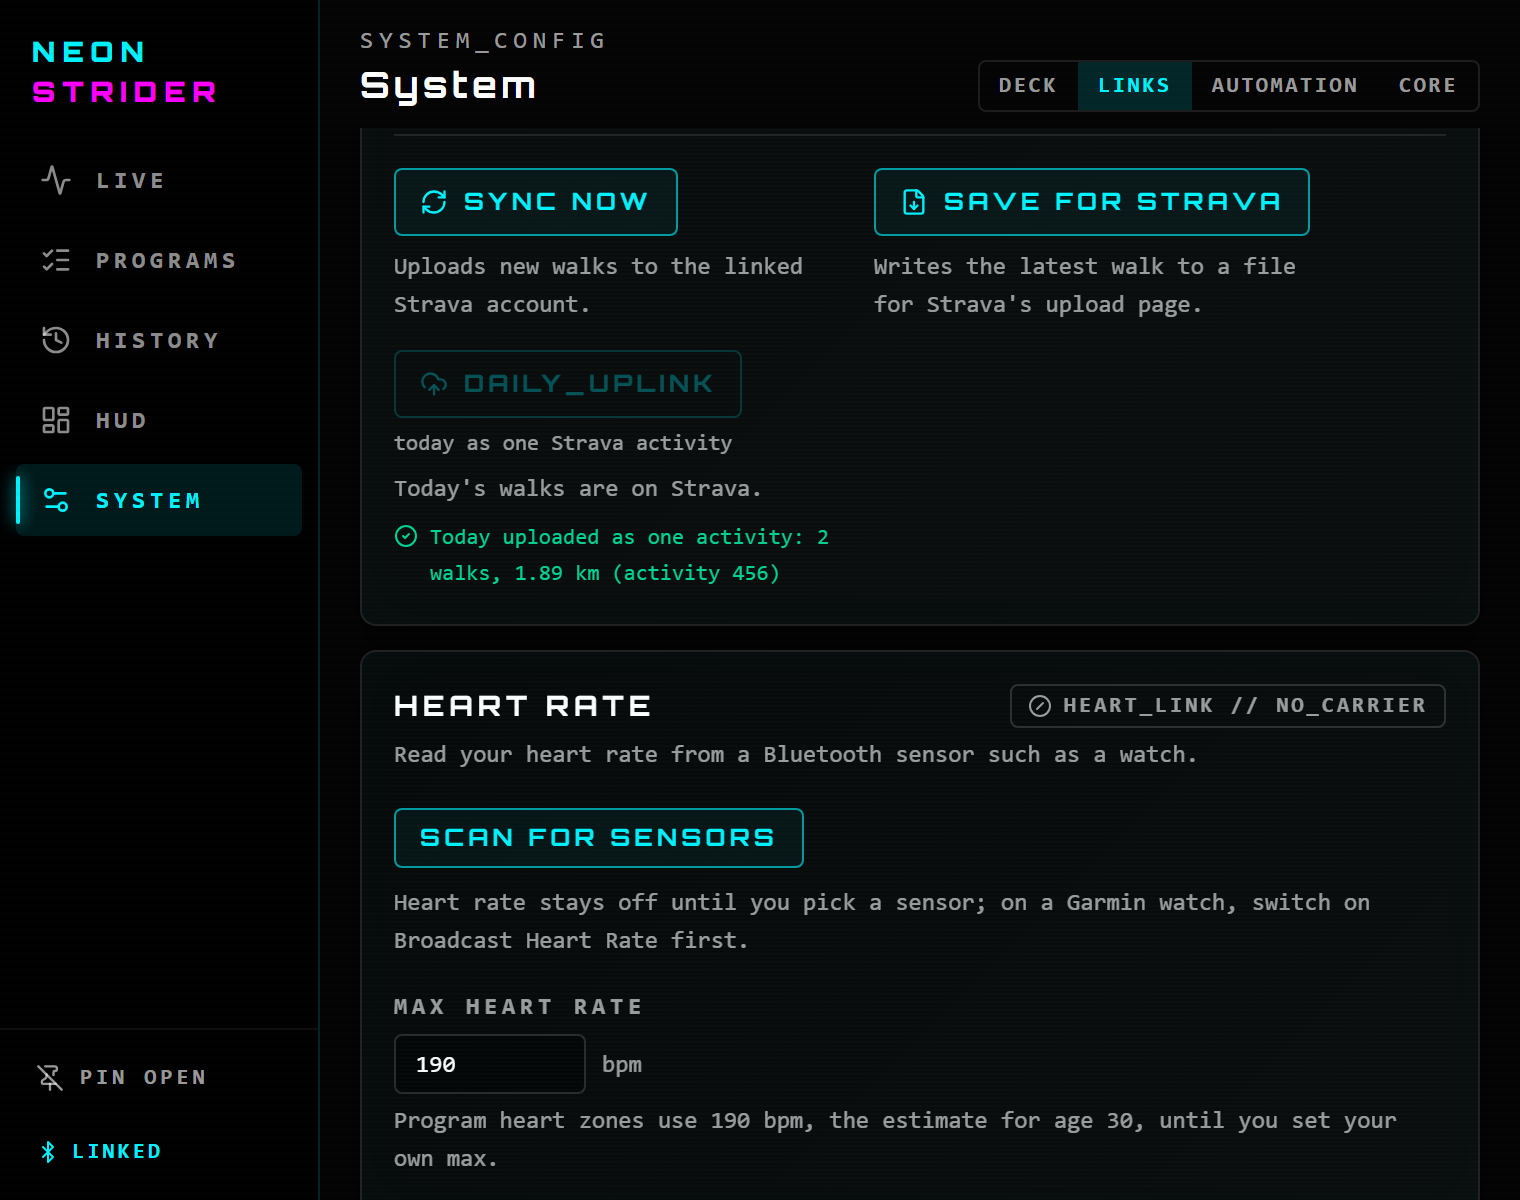 NEON
STRIDER
LIVE
PROGRAMS
HISTORY
HUD
SYSTEM
PIN OPEN
LINKED
SYSTEM_CONFIG
System
DECK LINKS AUTOMATION CORE
SYNC NOW
Uploads new walks to the linked
Strava account.
SAVE FOR STRAVA
Writes the latest walk to a file
for Strava's upload page.
DAILY_UPLINK
today as one Strava activity
Today's walks are on Strava.
Today uploaded as one activity: 2
walks, 1.89 km (activity 456)
HEART RATE
HEART_LINK // NO_CARRIER
Read your heart rate from a Bluetooth sensor such as a watch.
SCAN FOR SENSORS
Heart rate stays off until you pick a sensor; on a Garmin watch, switch on
Broadcast Heart Rate first.
MAX HEART RATE
190 bpm
Program heart zones use 190 bpm, the estimate for age 30, until you set your
own max.